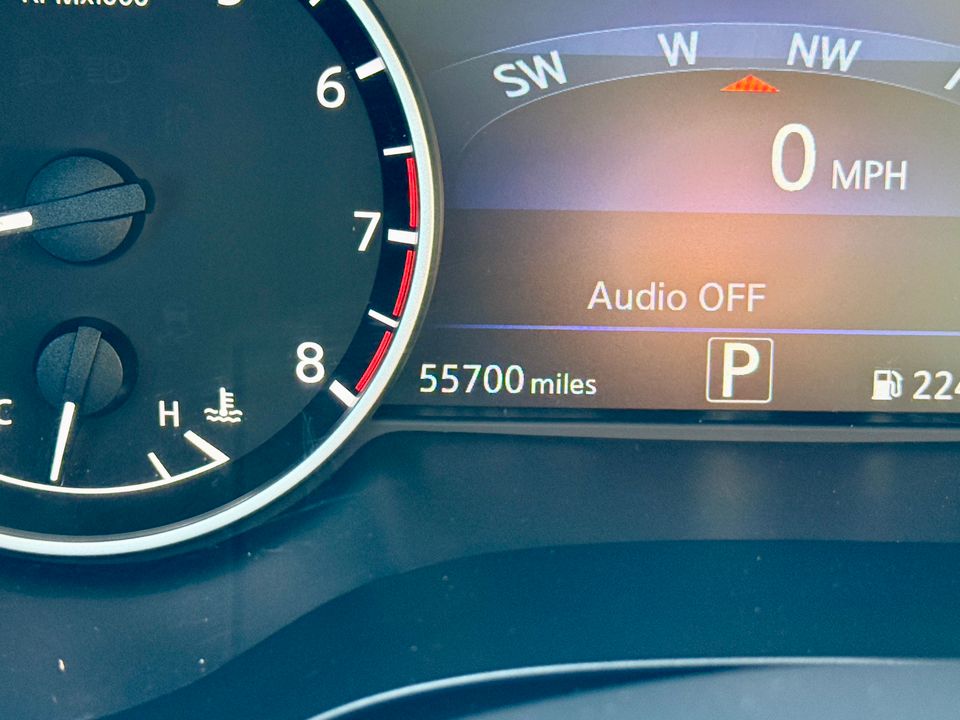 6
7
8
C
H
SW W NW
0 MPH
Audio OFF
55700 miles
P